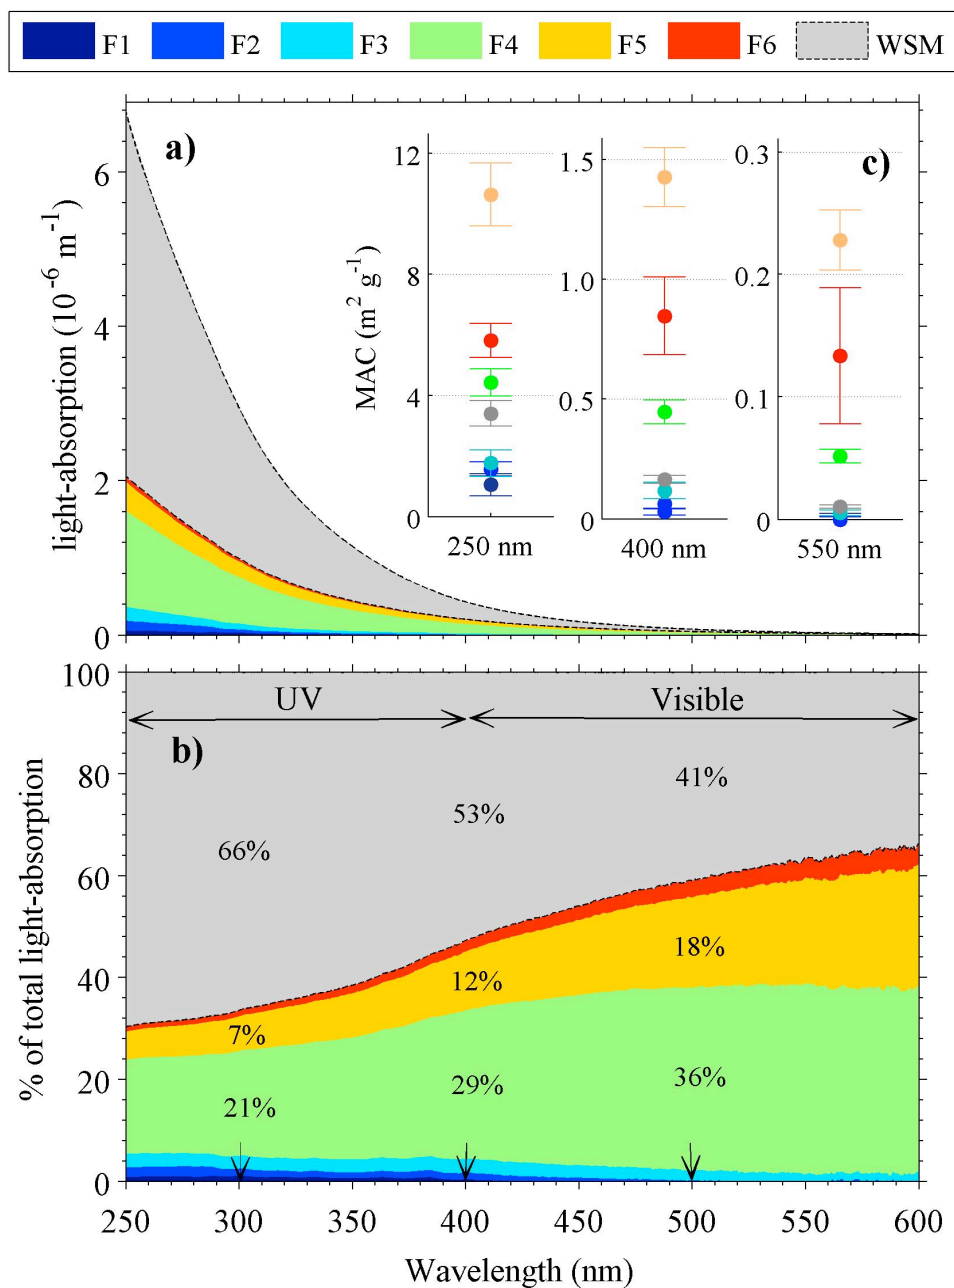 F1 F2 F3 F4 F5 F6 WSM
a)
c)
light-absorption (10⁻⁶ m⁻¹)
6
4
2
0
MAC (m² g⁻¹)
12
8
4
0
250 nm
1.5
1.0
0.5
0
400 nm
0.3
0.2
0.1
0
550 nm
b)
UV Visible
% of total light-absorption
100
80
60
40
20
0
66% 53% 41%
7% 12% 18%
21% 29% 36%
250 300 350 400 450 500 550 600
Wavelength (nm)